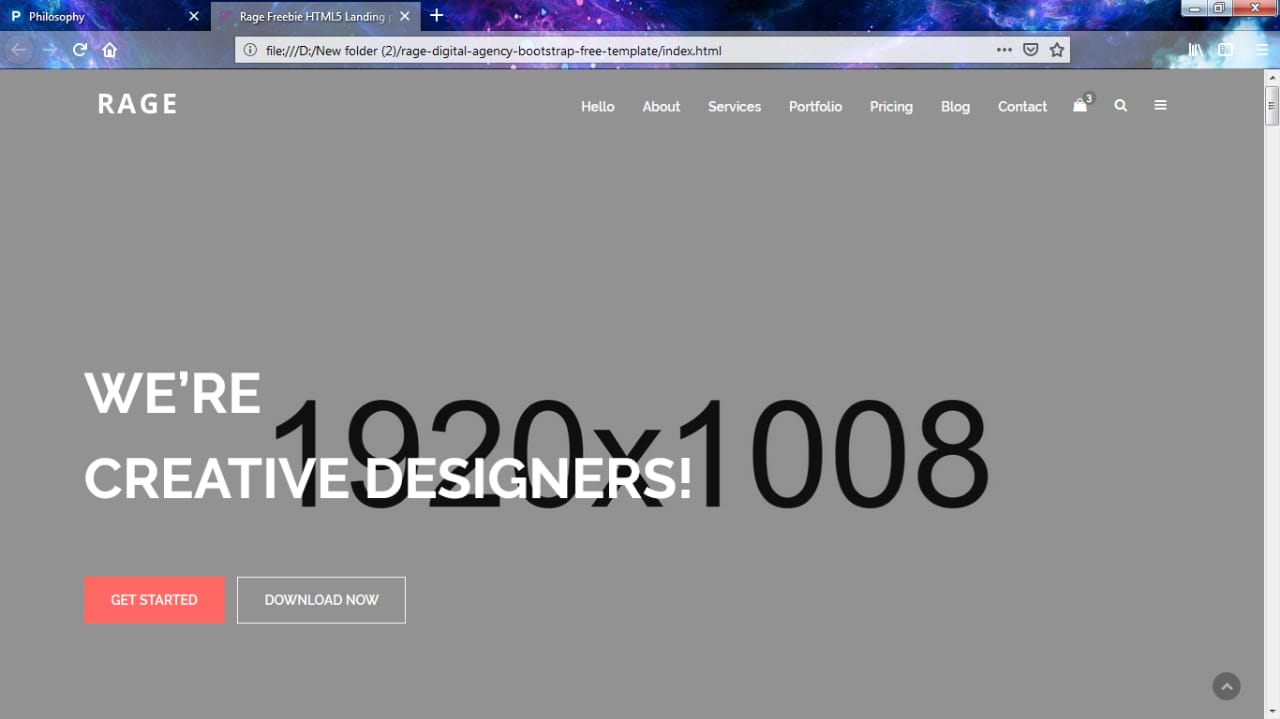 Philosophy
Rage Freebie HTML5 Landing p
file:///D:/New folder (2)/rage-digital-agency-bootstrap-free-template/index.html
RAGE
Hello About Services Portfolio Pricing Blog Contact 3
WE’RE
1920x1008
CREATIVE DESIGNERS!
GET STARTED DOWNLOAD NOW